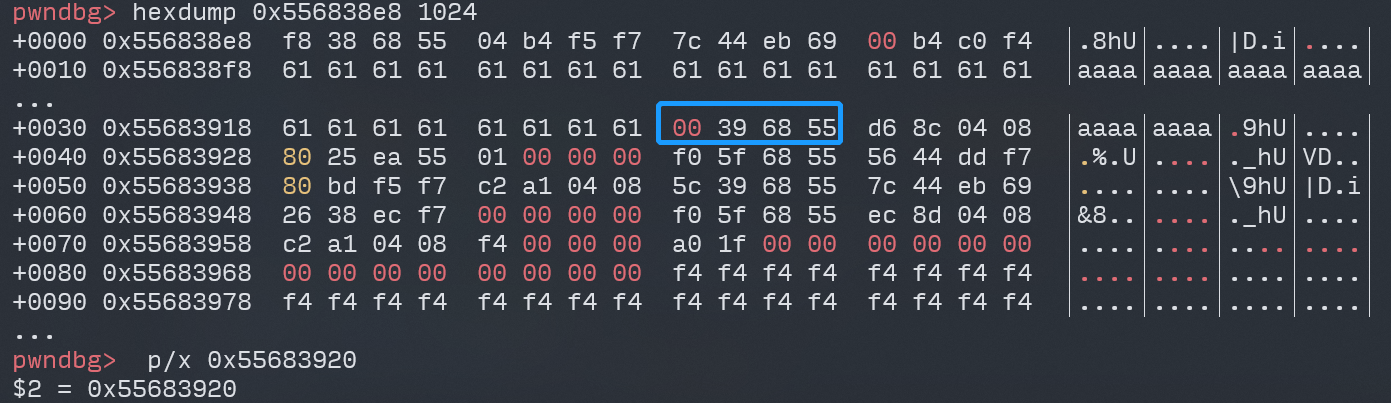 pwndbg> hexdump 0x556838e8 1024
+0000 0x556838e8  f8 38 68 55  04 b4 f5 f7  7c 44 eb 69  00 b4 c0 f4  │.8hU│....│|D.i│....│
+0010 0x556838f8  61 61 61 61  61 61 61 61  61 61 61 61  61 61 61 61  │aaaa│aaaa│aaaa│aaaa│
...
+0030 0x55683918  61 61 61 61  61 61 61 61  00 39 68 55  d6 8c 04 08  │aaaa│aaaa│.9hU│....│
+0040 0x55683928  80 25 ea 55  01 00 00 00  f0 5f 68 55  56 44 dd f7  │.%.U│....│._hU│VD..│
+0050 0x55683938  80 bd f5 f7  c2 a1 04 08  5c 39 68 55  7c 44 eb 69  │....│....│\9hU│|D.i│
+0060 0x55683948  26 38 ec f7  00 00 00 00  f0 5f 68 55  ec 8d 04 08  │&8..│....│._hU│....│
+0070 0x55683958  c2 a1 04 08  f4 00 00 00  a0 1f 00 00  00 00 00 00  │....│....│....│....│
+0080 0x55683968  00 00 00 00  00 00 00 00  f4 f4 f4 f4  f4 f4 f4 f4  │....│....│....│....│
+0090 0x55683978  f4 f4 f4 f4  f4 f4 f4 f4  f4 f4 f4 f4  f4 f4 f4 f4  │....│....│....│....│
...
pwndbg>  p/x 0x55683920
$2 = 0x55683920